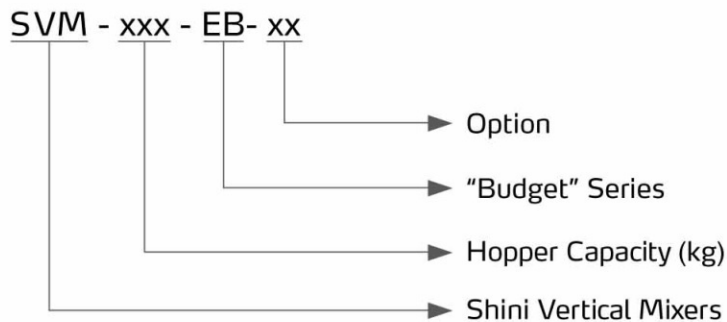 SVM - xxx - EB- xx
Option
“Budget” Series
Hopper Capacity (kg)
Shini Vertical Mixers